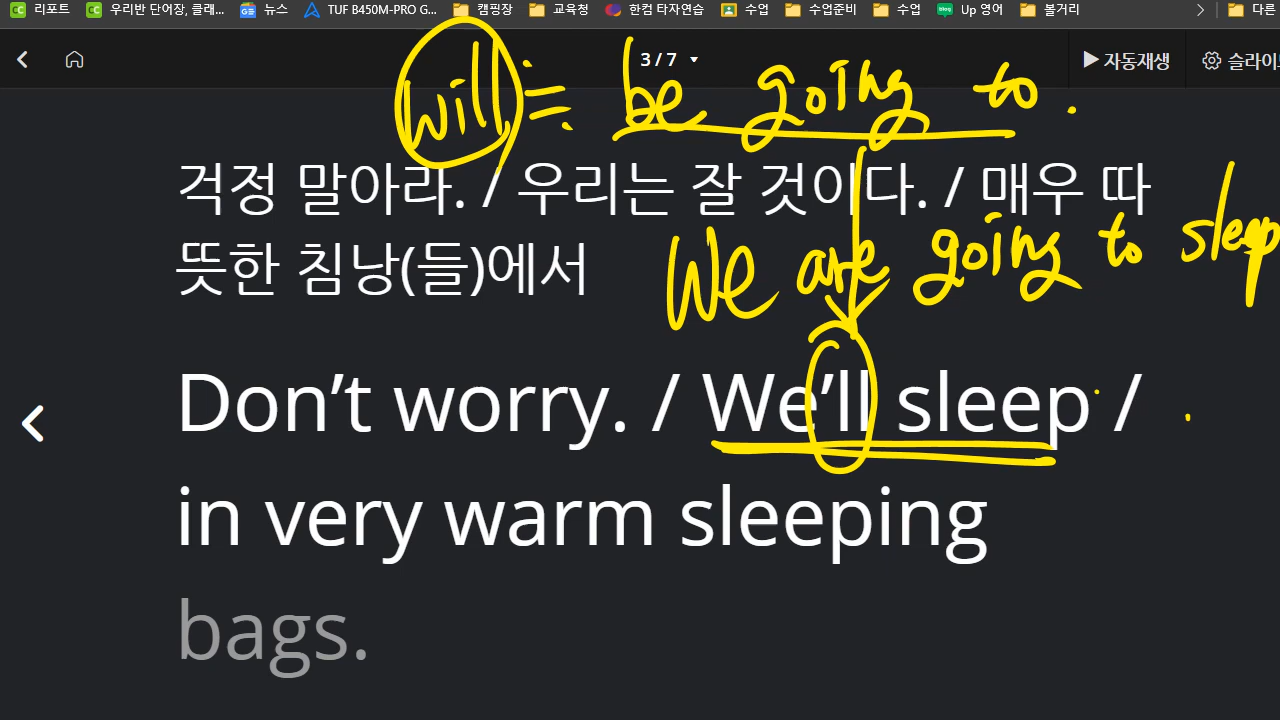 리포트 우리반 단어장, 클래... 뉴스 TUF B450M-PRO G... 캠핑장 교육청 한컴 타자연습 수업 수업준비 수업 Up 영어 볼거리 다른
3 / 7 자동재생 슬라이드
will ≒ be going to.
걱정 말아라. / 우리는 잘 것이다. / 매우 따
뜻한 침낭(들)에서
We are going to sleep
Don't worry. / We'll sleep /
in very warm sleeping
bags.